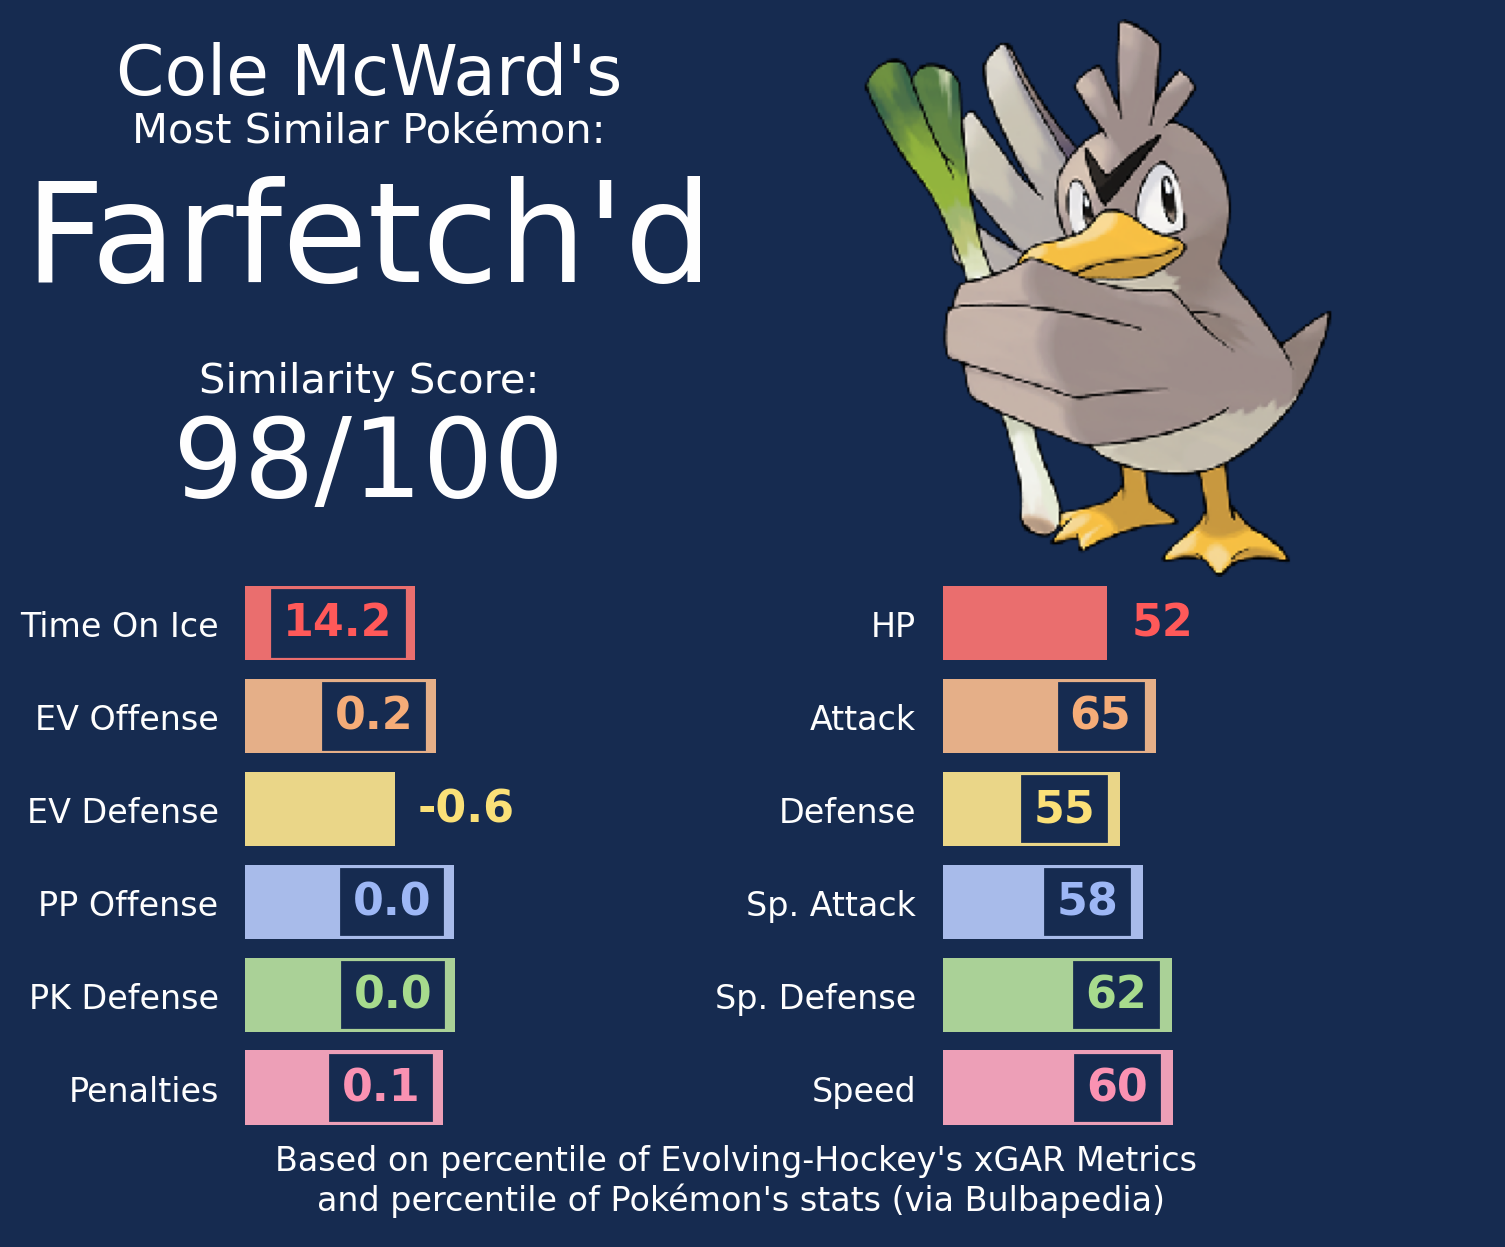 Cole McWard's
Most Similar Pokémon:
Farfetch'd
Similarity Score:
98/100
Time On Ice 14.2
EV Offense 0.2
EV Defense -0.6
PP Offense 0.0
PK Defense 0.0
Penalties 0.1
HP 52
Attack 65
Defense 55
Sp. Attack 58
Sp. Defense 62
Speed 60
Based on percentile of Evolving-Hockey's xGAR Metrics
and percentile of Pokémon's stats (via Bulbapedia)